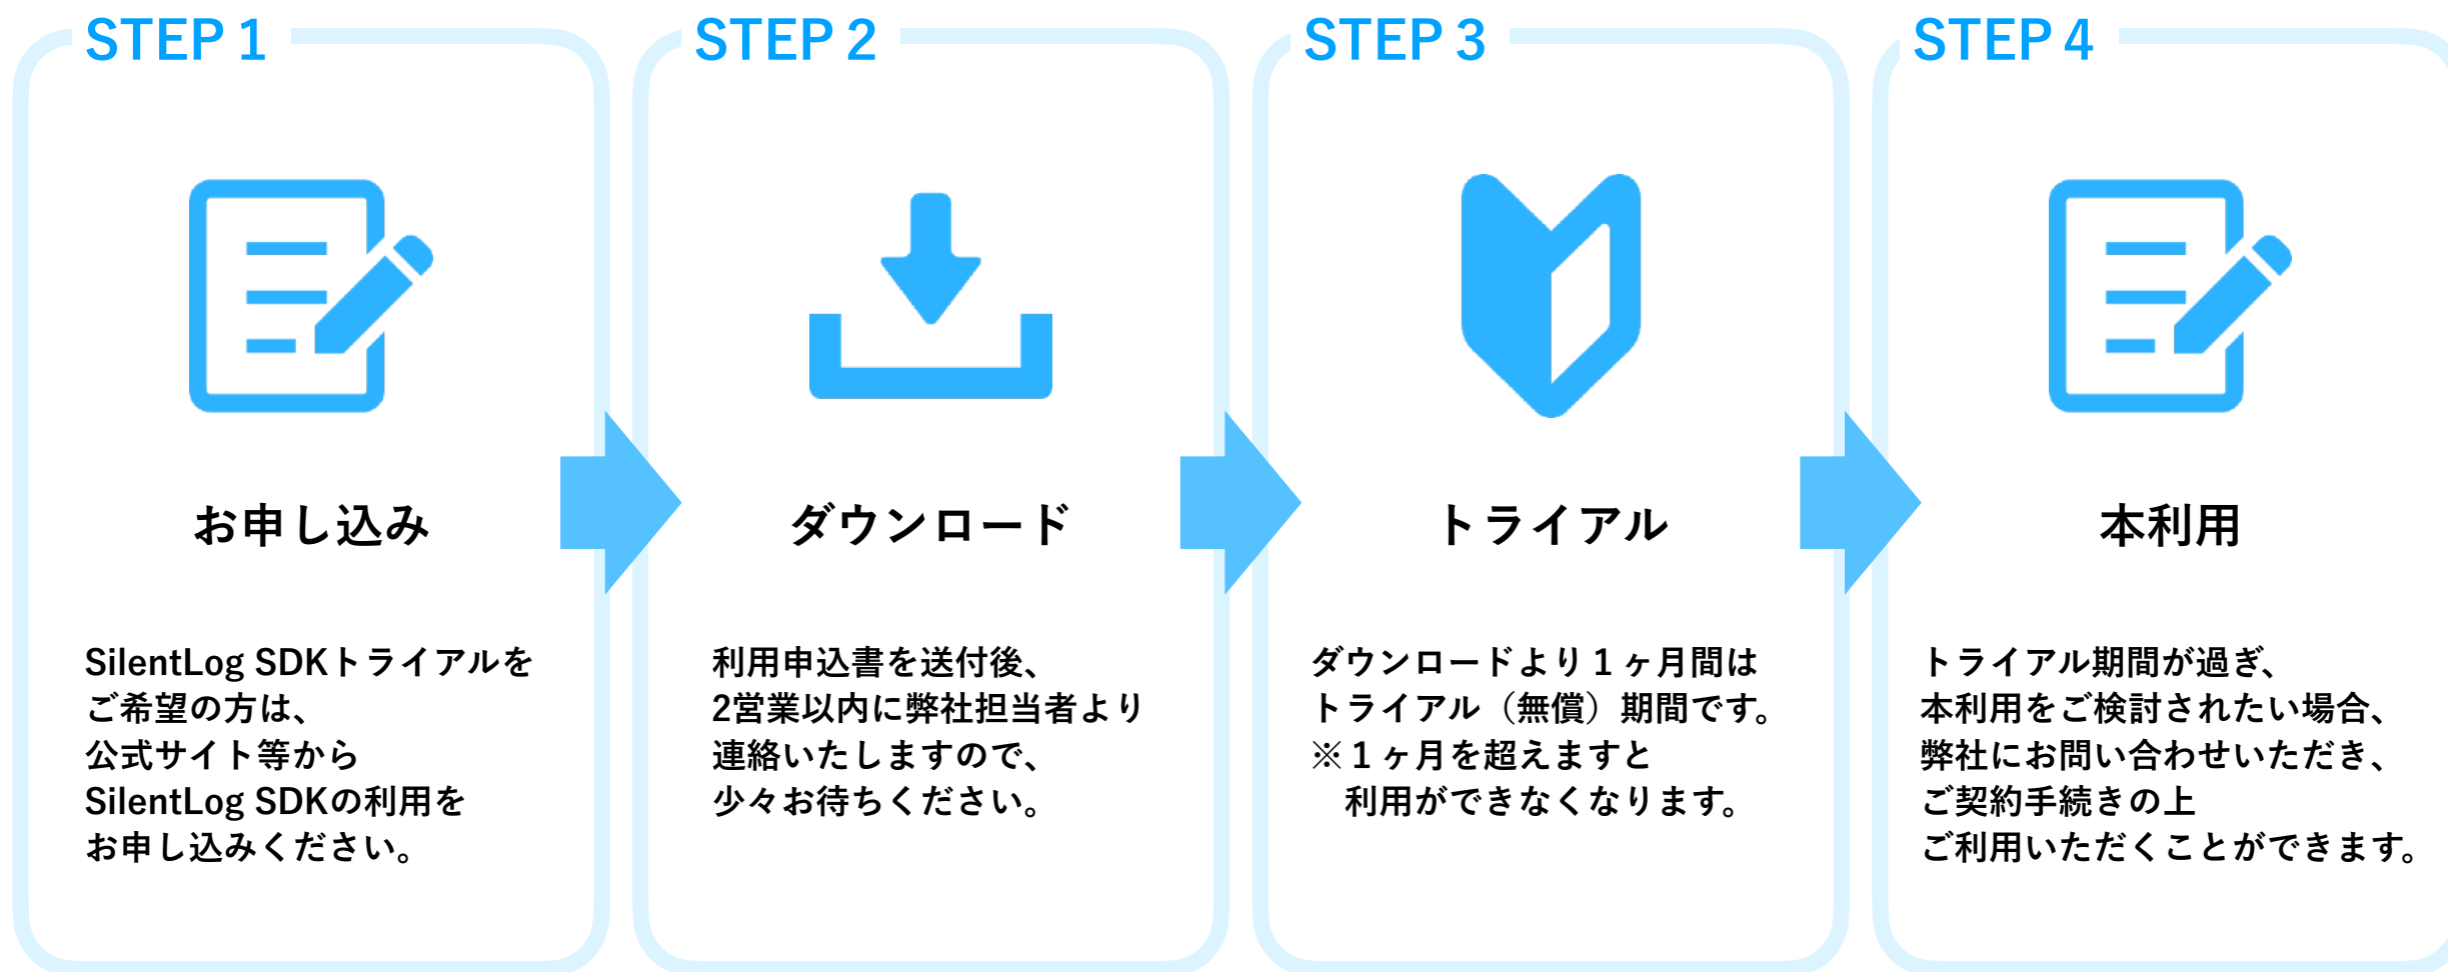 STEP 1
お申し込み
SilentLog SDKトライアルを
ご希望の方は、
公式サイト等から
SilentLog SDKの利用を
お申し込みください。
STEP 2
ダウンロード
利用申込書を送付後、
2営業以内に弊社担当者より
連絡いたしますので、
少々お待ちください。
STEP 3
トライアル
ダウンロードより１ヶ月間は
トライアル（無償）期間です。
※１ヶ月を超えますと
利用ができなくなります。
STEP 4
本利用
トライアル期間が過ぎ、
本利用をご検討されたい場合、
弊社にお問い合わせいただき、
ご契約手続きの上
ご利用いただくことができます。